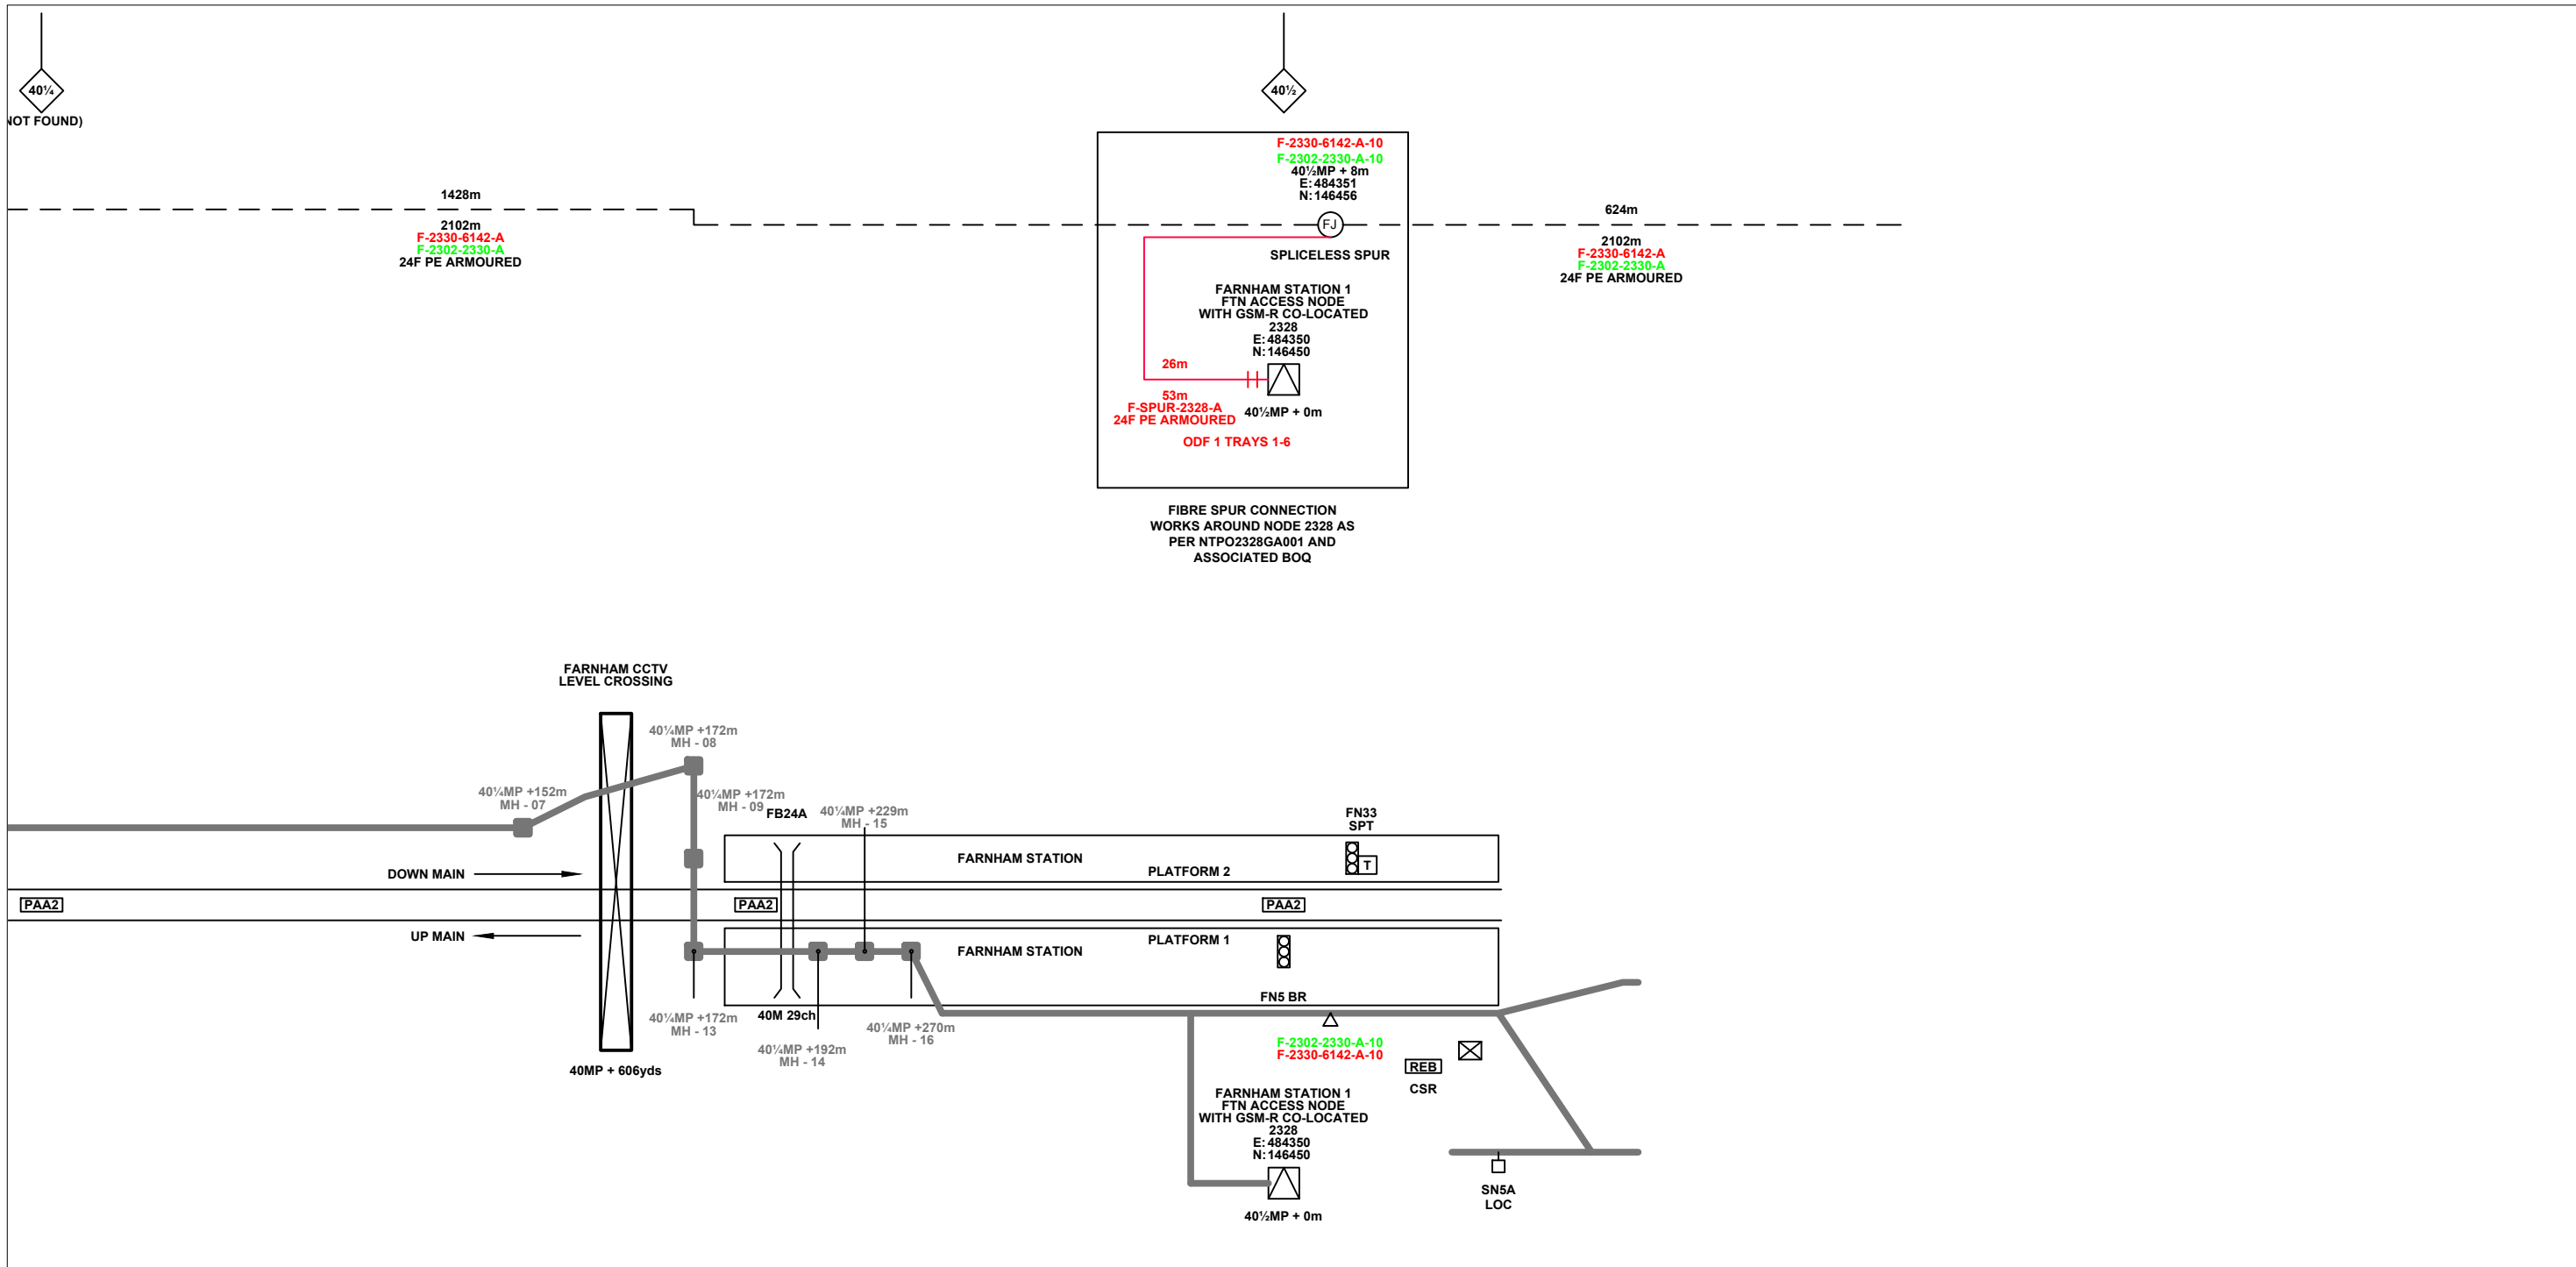 40¼
NOT FOUND)
40½
F-2330-6142-A-10
F-2302-2330-A-10
40½MP + 8m
E: 484351
N: 146456
1428m
2102m
F-2330-6142-A
F-2302-2330-A
24F PE ARMOURED
FJ
624m
2102m
F-2330-6142-A
F-2302-2330-A
24F PE ARMOURED
SPLICELESS SPUR
FARNHAM STATION 1
FTN ACCESS NODE
WITH GSM-R CO-LOCATED
2328
E: 484350
N: 146450
26m
53m
F-SPUR-2328-A
24F PE ARMOURED
40½MP + 0m
ODF 1 TRAYS 1-6
FIBRE SPUR CONNECTION
WORKS AROUND NODE 2328 AS
PER NTPO2328GA001 AND
ASSOCIATED BOQ
FARNHAM CCTV
LEVEL CROSSING
40¼MP +172m
MH - 08
40¼MP +152m
MH - 07
40¼MP +172m
MH - 09
FB24A
40¼MP +229m
MH - 15
FN33
SPT
T
FARNHAM STATION
PLATFORM 2
DOWN MAIN
PAA2
PAA2
PAA2
UP MAIN
PLATFORM 1
FARNHAM STATION
FN5 BR
40¼MP +172m
MH - 13
40M 29ch
40¼MP +192m
MH - 14
40¼MP +270m
MH - 16
F-2302-2330-A-10
F-2330-6142-A-10
REB
CSR
40MP + 606yds
FARNHAM STATION 1
FTN ACCESS NODE
WITH GSM-R CO-LOCATED
2328
E: 484350
N: 146450
40½MP + 0m
SN5A
LOC